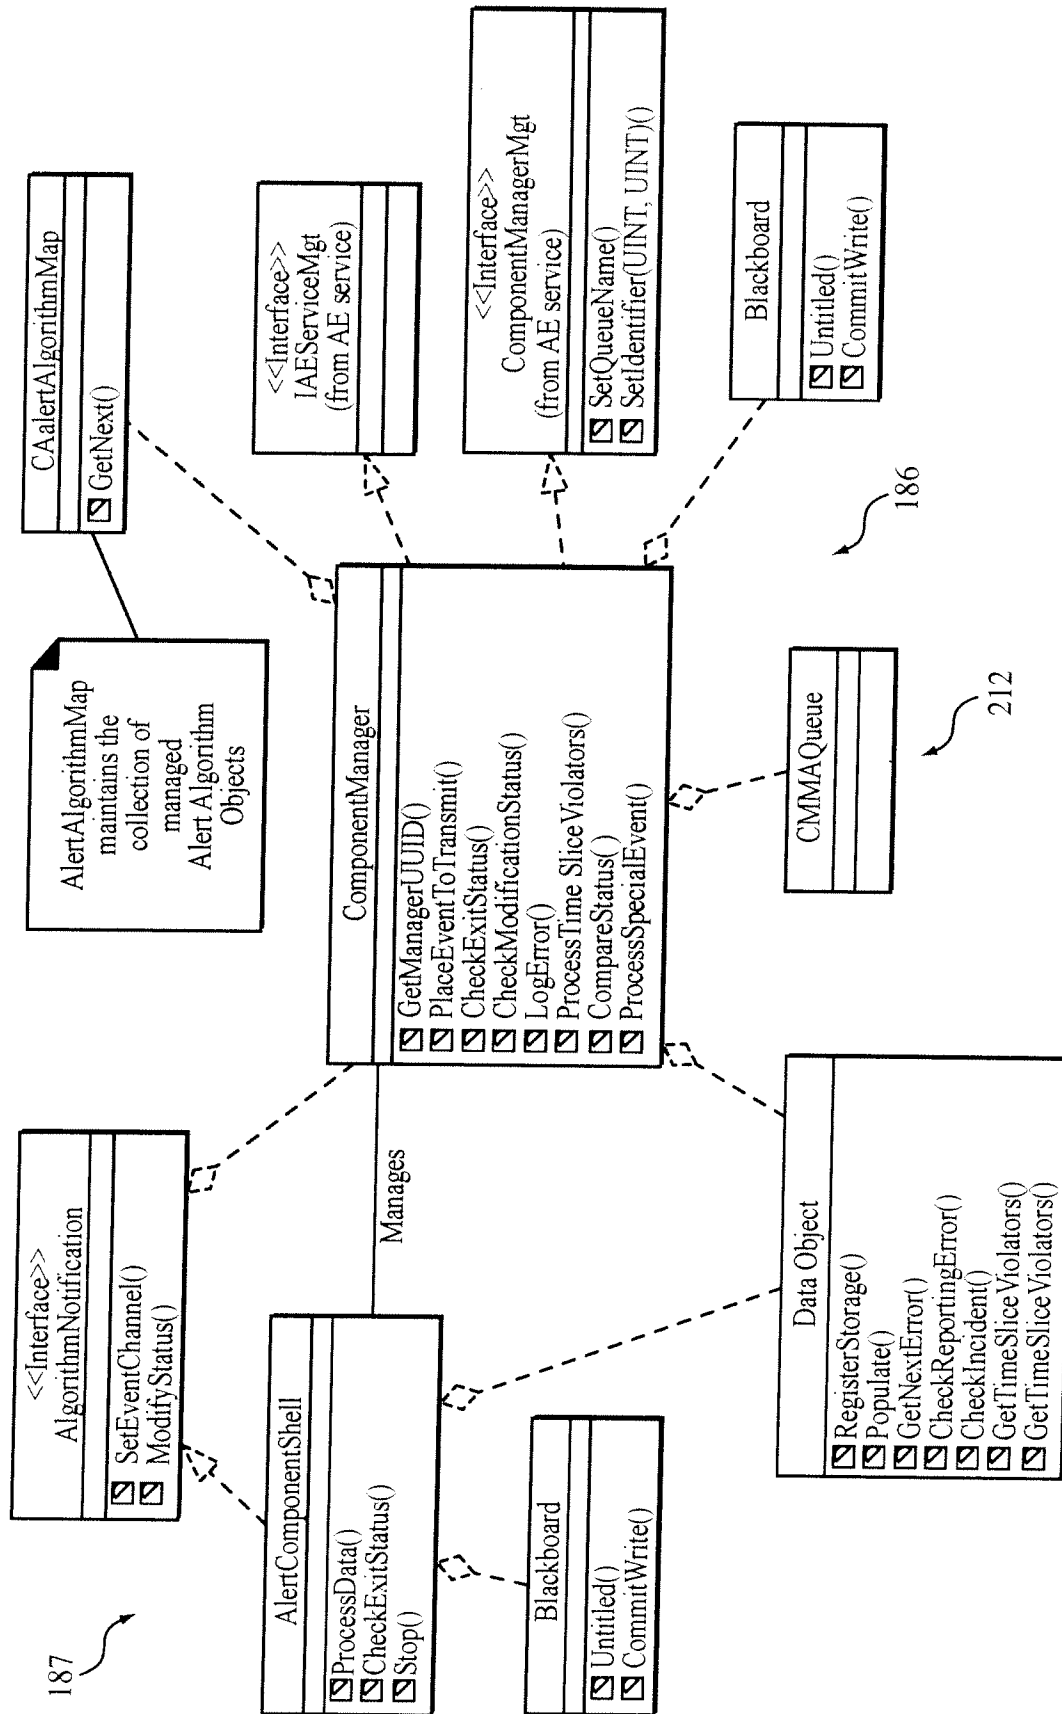 187
<<Interface>>
AlgorithmNotification
SetEventChannel()
ModifyStatus()
AlertAlgorithmMap
maintains the
collection of
managed
Alert Algorithm
Objects
CAalertAlgorithmMap
GetNext()
AlertComponentShell
ProcessData()
CheckExitStatus()
Stop()
Manages
ComponentManager
GetManagerUUID()
PlaceEventToTransmit()
CheckExitStatus()
CheckModificationStatus()
LogError()
ProcessTime SliceViolators()
CompareStatus()
ProcessSpecialEvent()
<<Interface>>
IAEServiceMgt
(from AE service)
<<Interface>>
ComponentManagerMgt
(from AE service)
SetQueueName()
SetIdentifier(UINT, UINT)()
Blackboard
Untitled()
CommitWrite()
Data Object
RegisterStorage()
Populate()
GetNextError()
CheckReportingError()
CheckIncident()
GetTimeSliceViolators()
GetTimeSliceViolators()
CMMAQueue
212
186
Blackboard
Untitled()
CommitWrite()